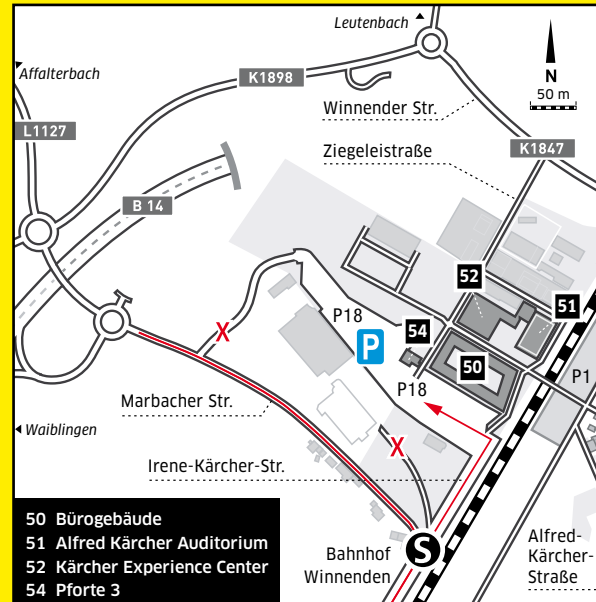 Leutenbach
Affalterbach
K1898
N
50 m
Winnender Str.
L1127
Ziegeleistraße
K1847
B 14
52
51
P18
54
P
50
P18
P1
Marbacher Str.
X
Waiblingen
X
Irene-Kärcher-Str.
S
Bahnhof
Winnenden
Alfred-
Kärcher-
Straße
50 Bürogebäude
51 Alfred Kärcher Auditorium
52 Kärcher Experience Center
54 Pforte 3